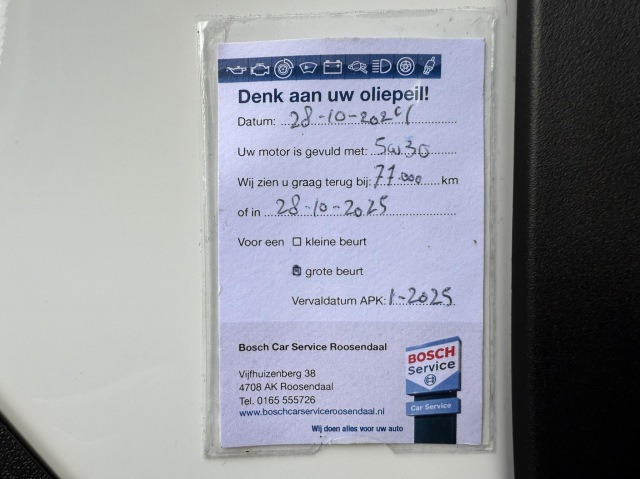 Denk aan uw oliepeil!
Datum: 28-10-2024
Uw motor is gevuld met: 5w30
Wij zien u graag terug bij: 77.000 km
of in 28-10-2025
Voor een kleine beurt
grote beurt
Vervaldatum APK: 1-2025
Bosch Car Service Roosendaal
Vijfhuizenberg 38
4708 AK Roosendaal
Tel. 0165 555726
www.boschcarserviceroosendaal.nl
BOSCH
Service
Car Service
Wij doen alles voor uw auto